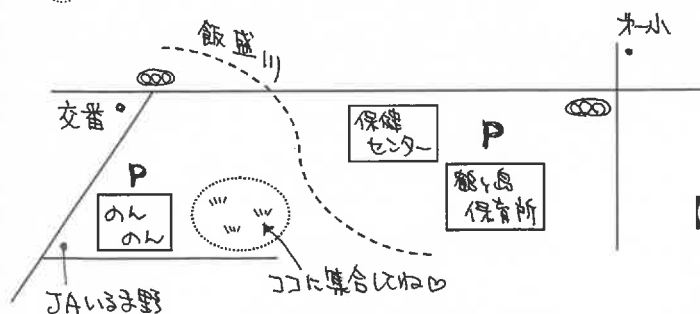 飯盛川
交番
P
のん
のん
JAいるま野
ココに集合してね♡
保健
センター
P
鶴ヶ島
保育所
オー小